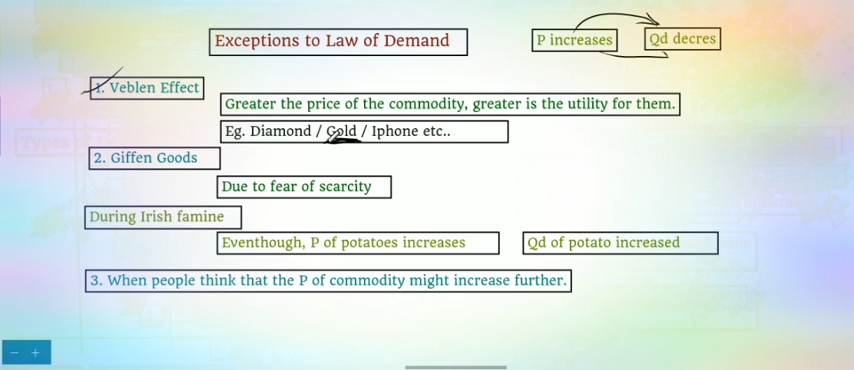 Exceptions to Law of Demand
P increases Qd decres
1. Veblen Effect
Greater the price of the commodity, greater is the utility for them.
Eg. Diamond / Gold / Iphone etc..
2. Giffen Goods
Due to fear of scarcity
During Irish famine
Eventhough, P of potatoes increases Qd of potato increased
3. When people think that the P of commodity might increase further.